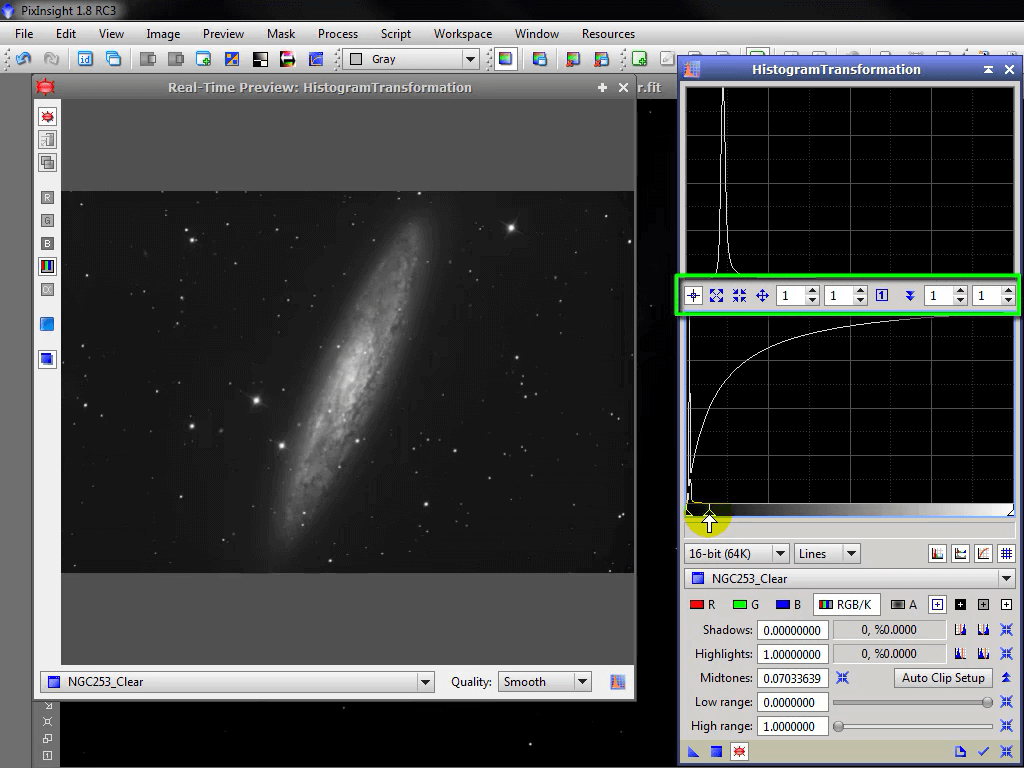 PixInsight 1.8 RC3
File Edit View Image Preview Mask Process Script Workspace Window Resources
id Gray
Real-Time Preview: HistogramTransformation
r.fit
HistogramTransformation
R
G
B
1 1 1 1 1
16-bit (64K) Lines
NGC253_Clear
R G B RGB/K A
Shadows: 0.00000000 0, %0.0000
Highlights: 1.00000000 0, %0.0000
Midtones: 0.07033639 Auto Clip Setup
Low range: 0.0000000
High range: 1.0000000
NGC253_Clear Quality: Smooth
1